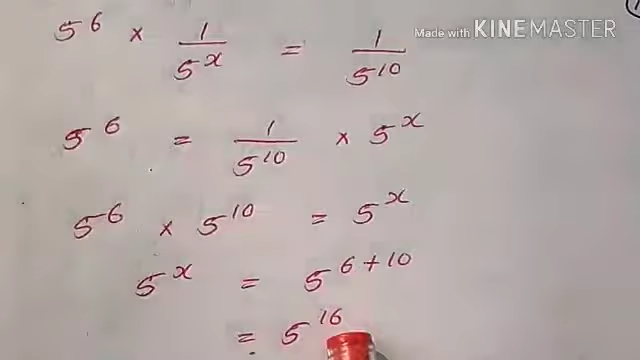 Made with KINEMASTER
5^6 × 1/5^x = 1/5^10
5^6 = 1/5^10 × 5^x
5^6 × 5^10 = 5^x
5^x = 5^(6+10)
= 5^16